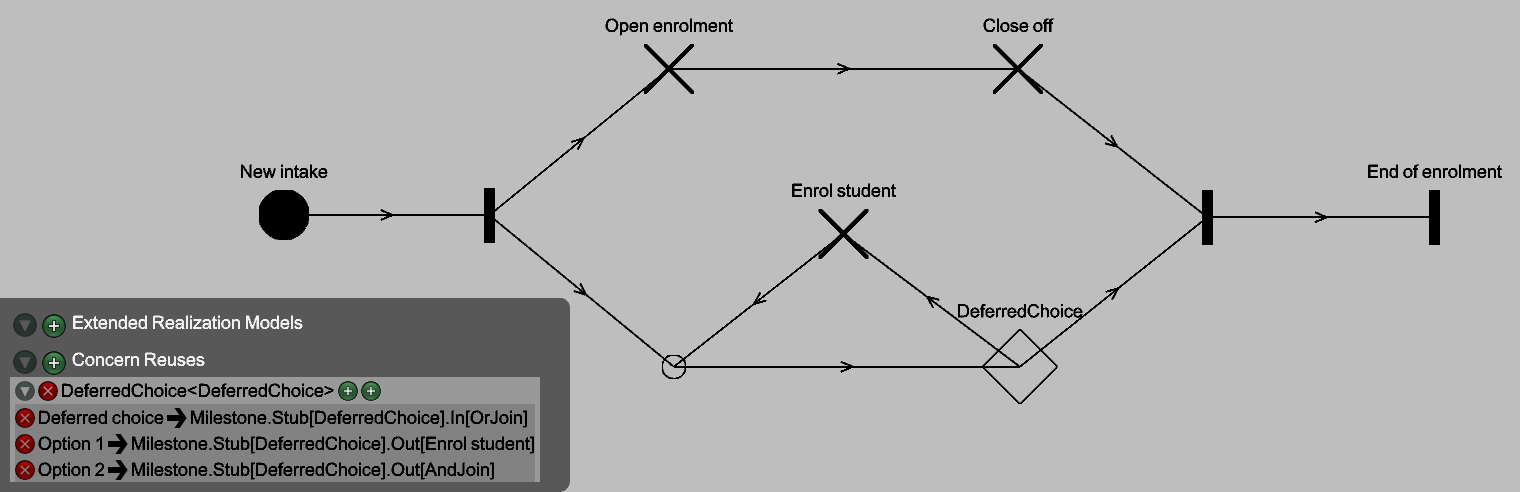 Open enrolment
Close off
New intake
Enrol student
End of enrolment
DeferredChoice
Extended Realization Models
Concern Reuses
DeferredChoice<DeferredChoice>
Deferred choice➔Milestone.Stub[DeferredChoice].In[OrJoin]
Option 1➔Milestone.Stub[DeferredChoice].Out[Enrol student]
Option 2➔Milestone.Stub[DeferredChoice].Out[AndJoin]